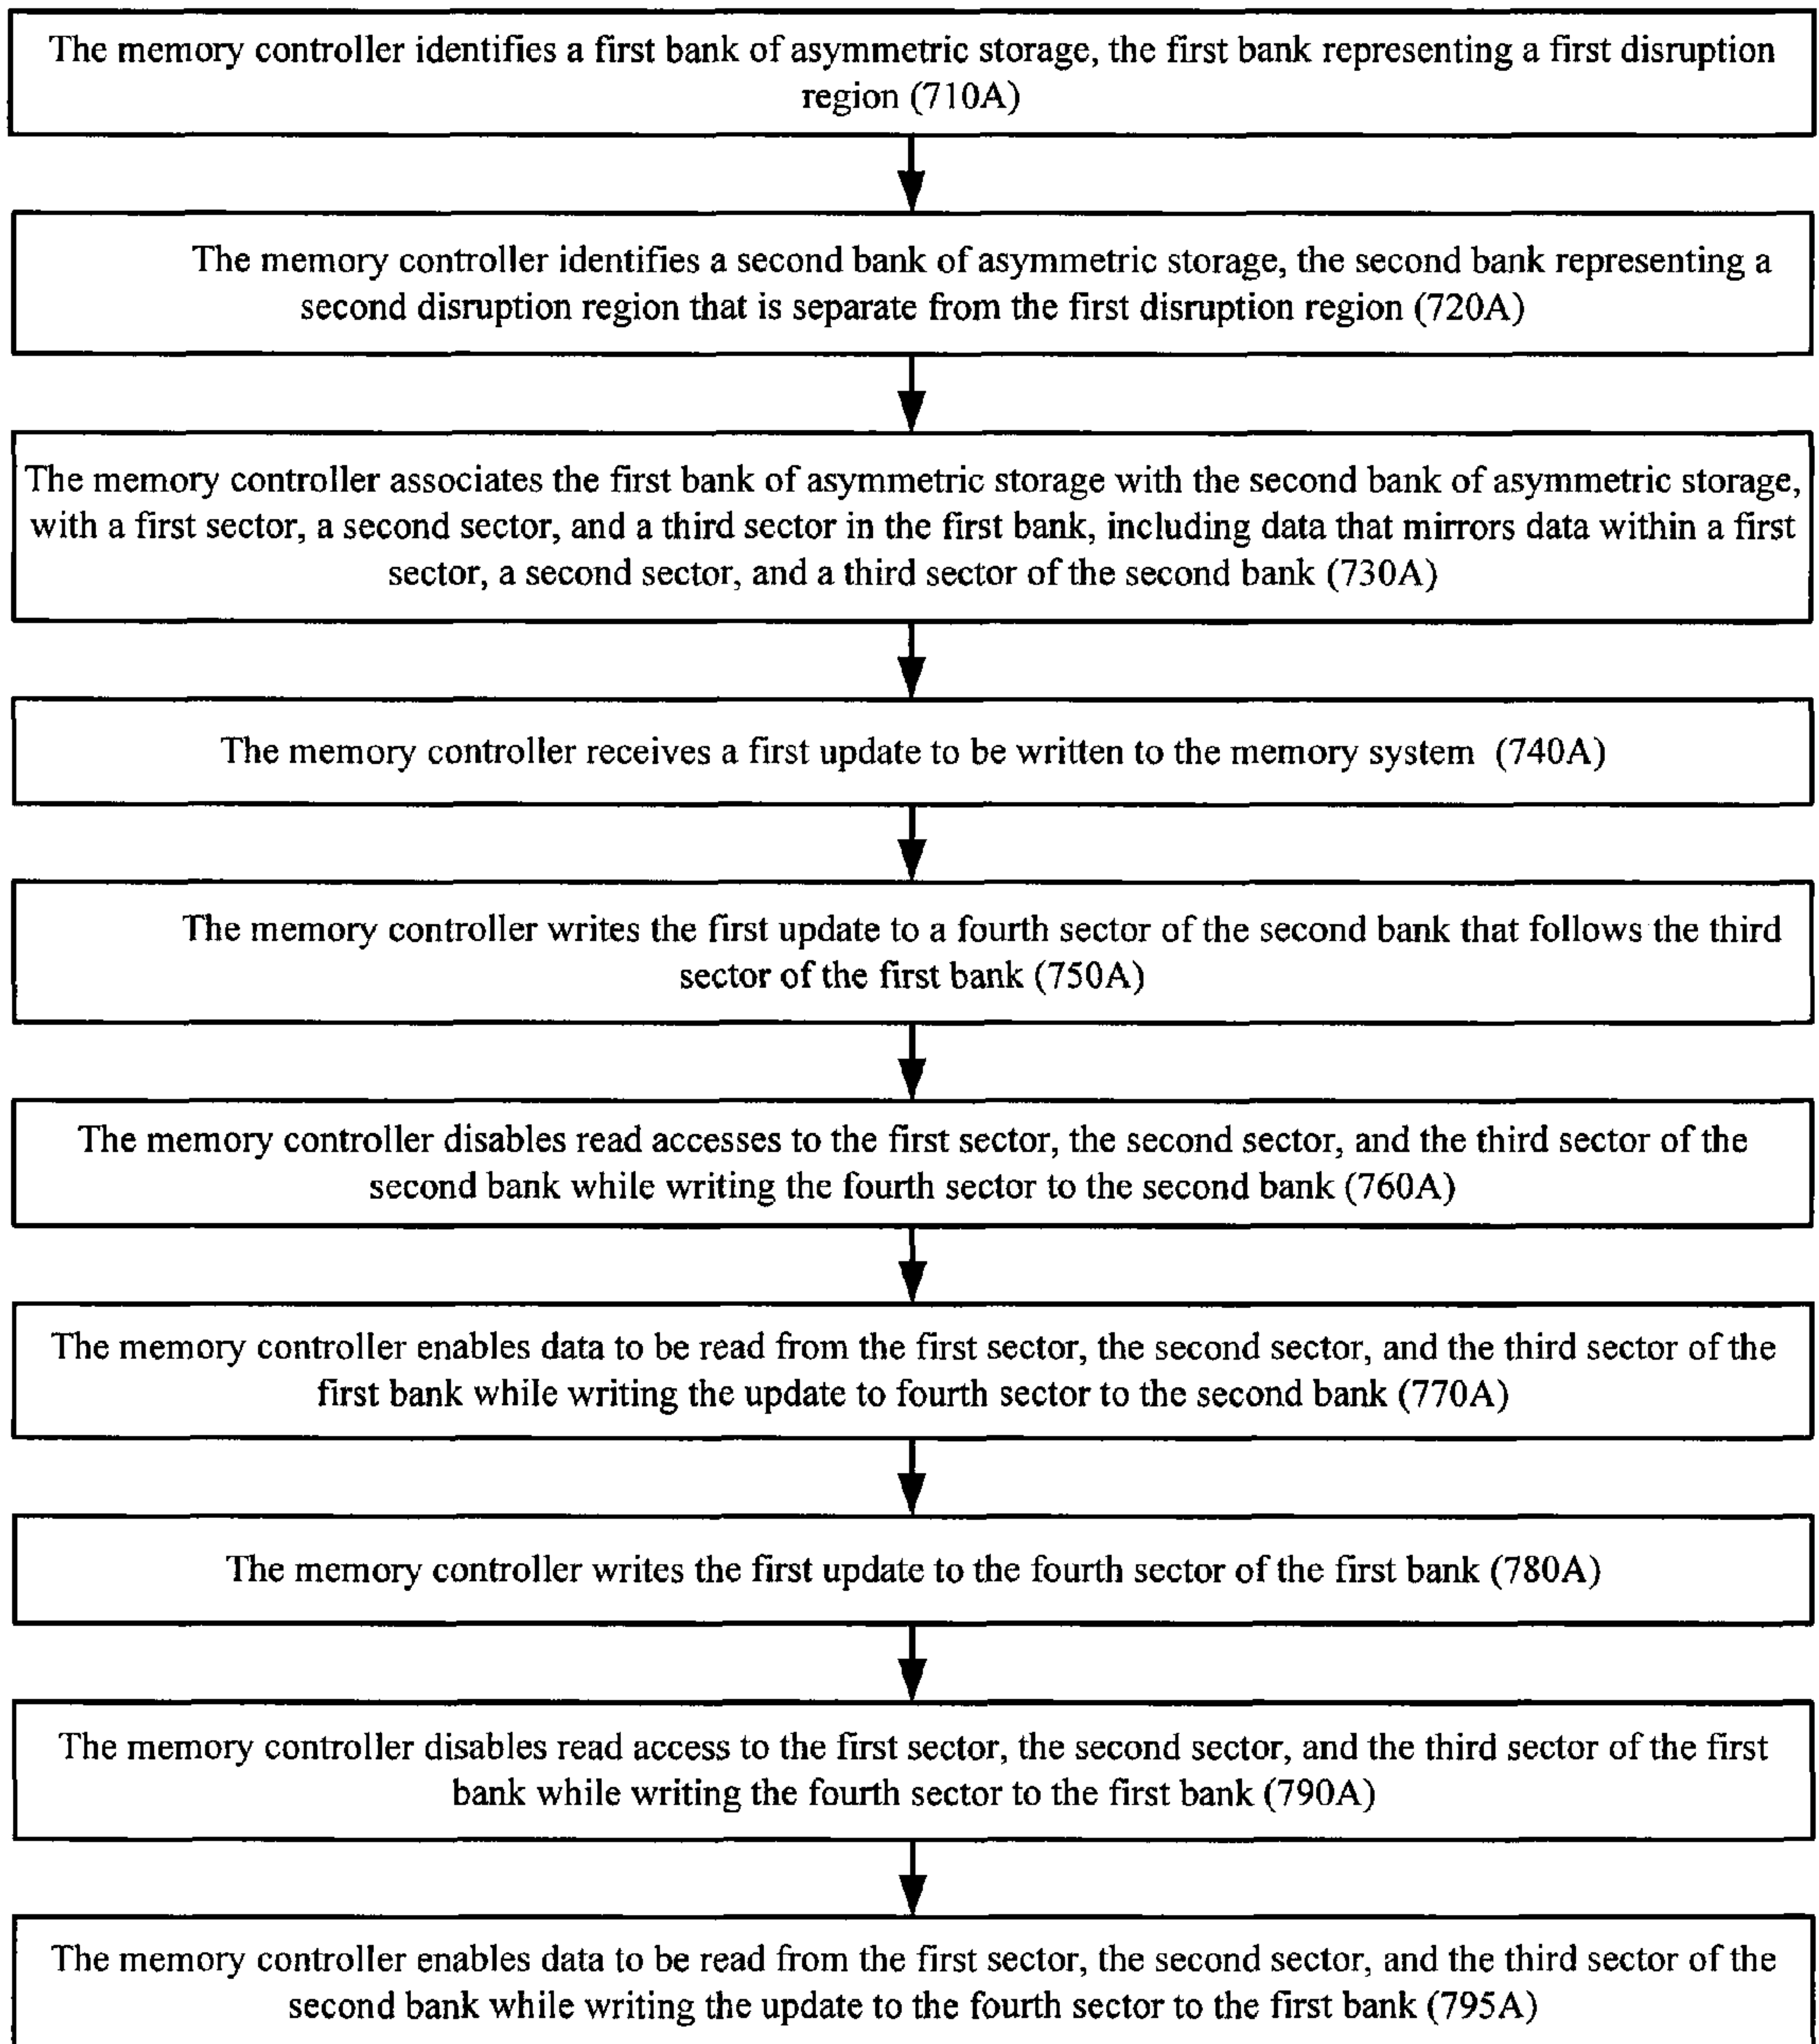 The memory controller identifies a first bank of asymmetric storage, the first bank representing a first disruption
region (710A)
The memory controller identifies a second bank of asymmetric storage, the second bank representing a
second disruption region that is separate from the first disruption region (720A)
The memory controller associates the first bank of asymmetric storage with the second bank of asymmetric storage,
with a first sector, a second sector, and a third sector in the first bank, including data that mirrors data within a first
sector, a second sector, and a third sector of the second bank (730A)
The memory controller receives a first update to be written to the memory system (740A)
The memory controller writes the first update to a fourth sector of the second bank that follows the third
sector of the first bank (750A)
The memory controller disables read accesses to the first sector, the second sector, and the third sector of the
second bank while writing the fourth sector to the second bank (760A)
The memory controller enables data to be read from the first sector, the second sector, and the third sector of the
first bank while writing the update to fourth sector to the second bank (770A)
The memory controller writes the first update to the fourth sector of the first bank (780A)
The memory controller disables read access to the first sector, the second sector, and the third sector of the first
bank while writing the fourth sector to the first bank (790A)
The memory controller enables data to be read from the first sector, the second sector, and the third sector of the
second bank while writing the update to the fourth sector to the first bank (795A)